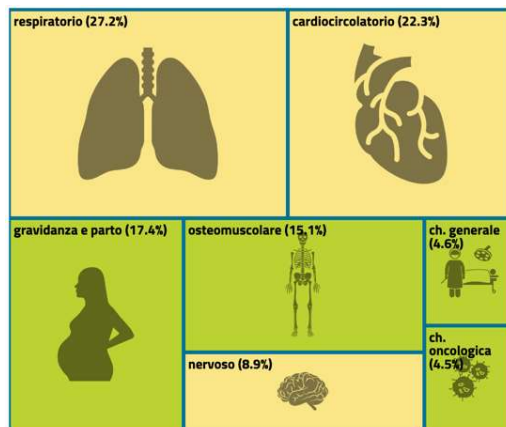 respiratorio (27.2%)
cardiocircolatorio (22.3%)
gravidanza e parto (17.4%)
osteomuscolare (15.1%)
ch. generale
(4.6%)
nervoso (8.9%)
ch.
oncologica
(4.5%)